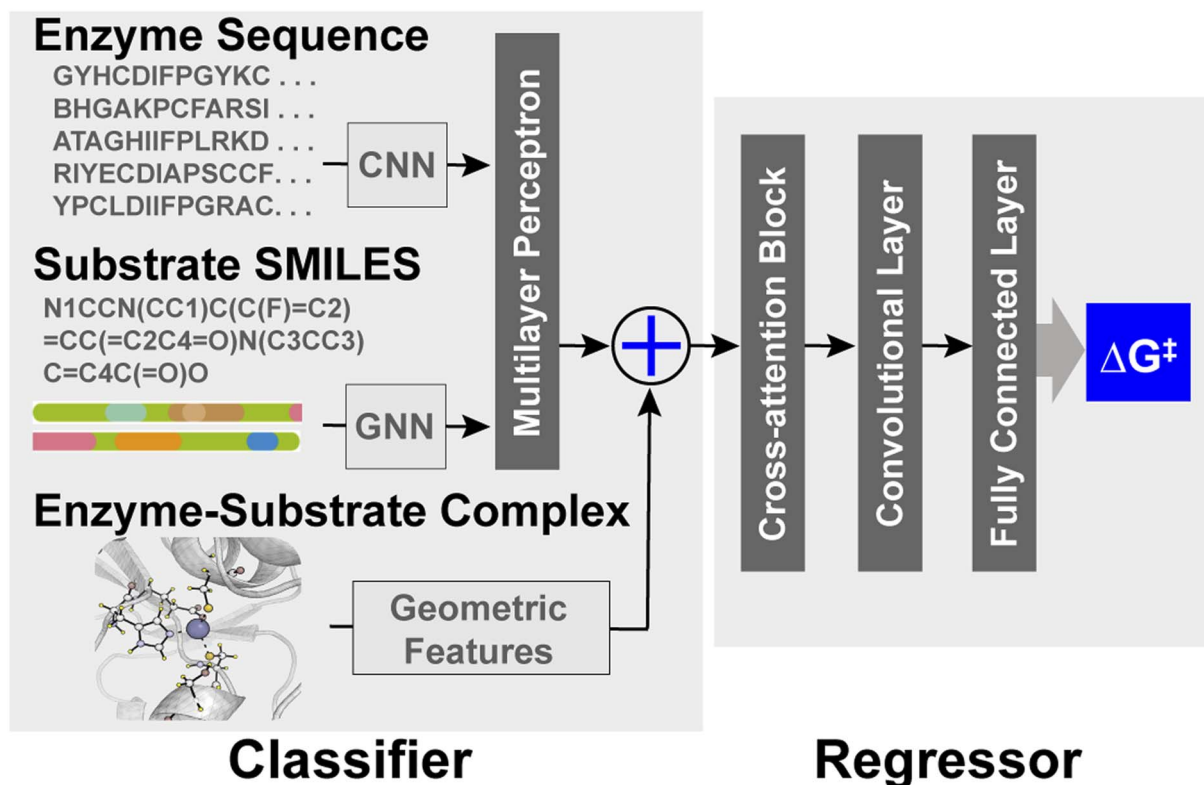 Enzyme Sequence
GYHCDIFPGYKC . . .
BHGAKPCFARSI . . .
ATAGHIIFPLRKD . . .
RIYECDIAPSCCF. . .
YPCLDIIFPGRAC. . .
CNN
Substrate SMILES
N1CCN(CC1)C(C(F)=C2)
=CC(=C2C4=O)N(C3CC3)
C=C4C(=O)O
GNN
Multilayer Perceptron
Enzyme-Substrate Complex
Geometric
Features
Classifier
Cross-attention Block
Convolutional Layer
Fully Connected Layer
ΔG‡
Regressor